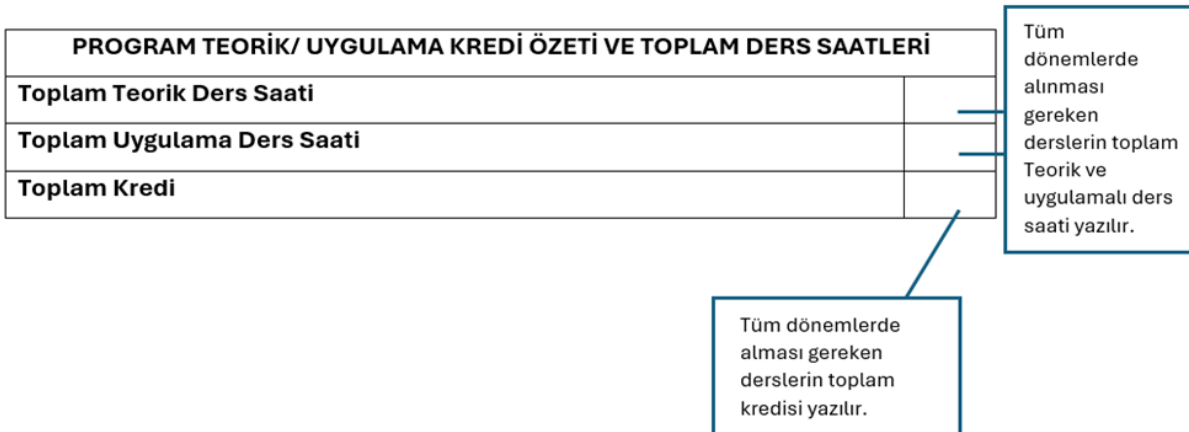 PROGRAM TEORİK/ UYGULAMA KREDİ ÖZETİ VE TOPLAM DERS SAATLERİ
Toplam Teorik Ders Saati
Toplam Uygulama Ders Saati
Toplam Kredi
Tüm
dönemlerde
alınması
gereken
derslerin toplam
Teorik ve
uygulamalı ders
saati yazılır.
Tüm dönemlerde
alması gereken
derslerin toplam
kredisi yazılır.